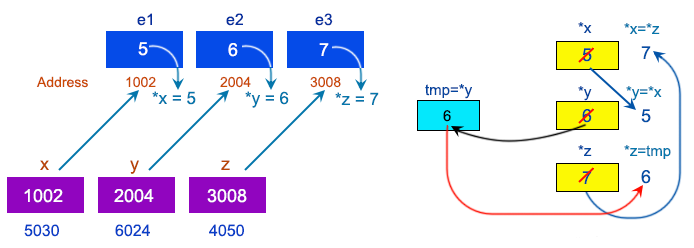 e1 e2 e3
5 6 7
Address 1002 2004 3008
*x = 5 *y = 6 *z = 7
x y z
1002 2004 3008
5030 6024 4050
*x *x=*z
5 7
tmp=*y *y *y=*x
6 6 5
*z *z=tmp
7 6